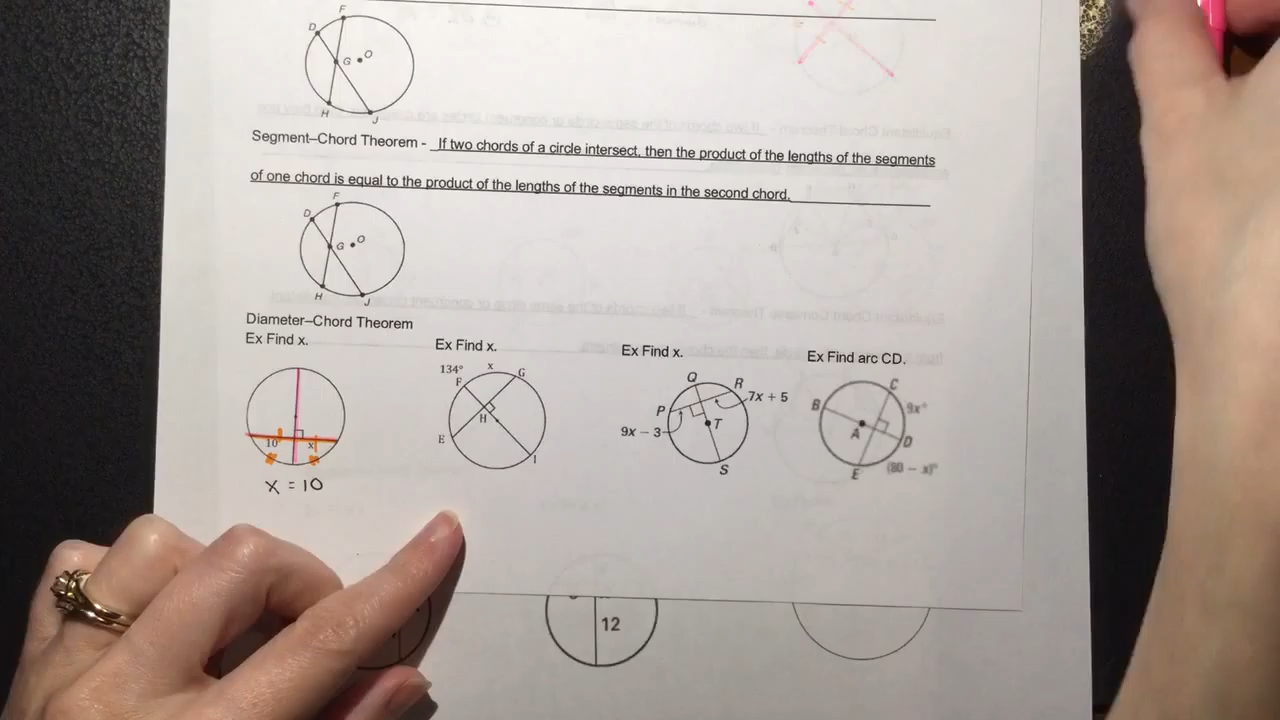 F
D
G
O
H
J
Segment–Chord Theorem - _If two chords of a circle intersect, then the product of the lengths of the segments
of one chord is equal to the product of the lengths of the segments in the second chord.
F
D
G
O
H
J
Diameter–Chord Theorem
Ex Find x.
Ex Find x.
Ex Find x.
Ex Find arc CD.
10
x
x = 10
134°
x
F
G
H
E
I
Q
R
7x + 5
P
T
9x – 3
S
C
B
9x°
A
D
E
(80 – x)°
12